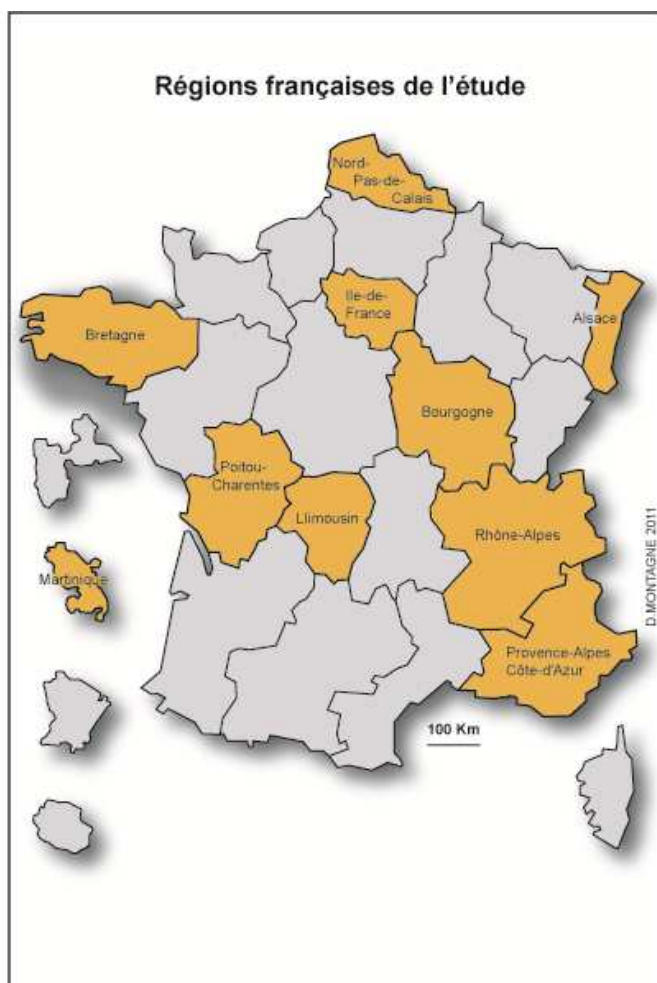 Régions françaises de l'étude
Nord-
Pas-de-
Calais
Ile-de-
France
Alsace
Bretagne
Bourgogne
Poitou-
Charentes
Llimousin
Rhône-Alpes
Martinique
Provence-Alpes
Côte-d'Azur
100 Km
D.MONTAGNE 2011